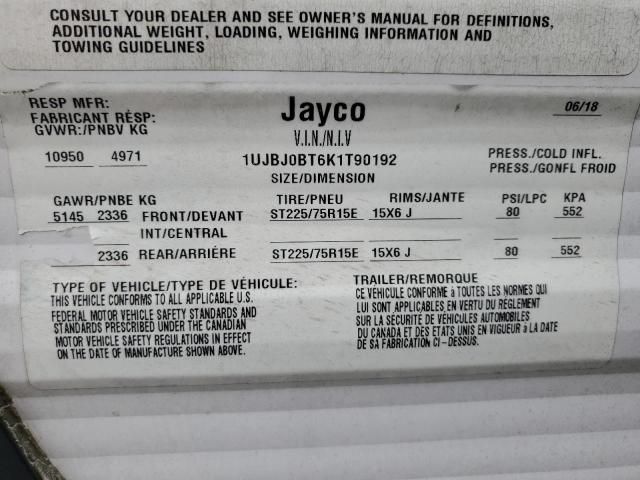 CONSULT YOUR DEALER AND SEE OWNER'S MANUAL FOR DEFINITIONS,
ADDITIONAL WEIGHT, LOADING, WEIGHING INFORMATION AND
TOWING GUIDELINES
RESP MFR: Jayco 06/18
FABRICANT RÉSP:
GVWR:/PNBV KG V.I.N./N.I.V
10950 4971 1UJBJ0BT6K1T90192 PRESS./COLD INFL.
SIZE/DIMENSION PRESS./GONFL FROID
GAWR/PNBE KG TIRE/PNEU RIMS/JANTE PSI/LPC KPA
5145 2336 FRONT/DEVANT ST225/75R15E 15X6 J 80 552
INT/CENTRAL
2336 REAR/ARRIÉRE ST225/75R15E 15X6 J 80 552
TYPE OF VEHICLE/TYPE DE VÉHICULE: TRAILER/REMORQUE
THIS VEHICLE CONFORMS TO ALL APPLICABLE U.S.
FEDERAL MOTOR VEHICLE SAFETY STANDARDS AND
STANDARDS PRESCRIBED UNDER THE CANADIAN
MOTOR VEHICLE SAFETY REGULATIONS IN EFFECT
ON THE DATE OF MANUFACTURE SHOWN ABOVE.
CE VÉHICULE CONFORME à TOUTES LES NORMES QUI
LUI SONT APPLICABLES EN VERTU DU RÉGLEMENT
SUR LA SÉCURITÉ DE VÉHICULES AUTOMOBILES
DU CANADA ET DES ÉTATS UNIS EN VIGUEUR à LA DATE
DE SA FABRICATION CI-DESSUS.